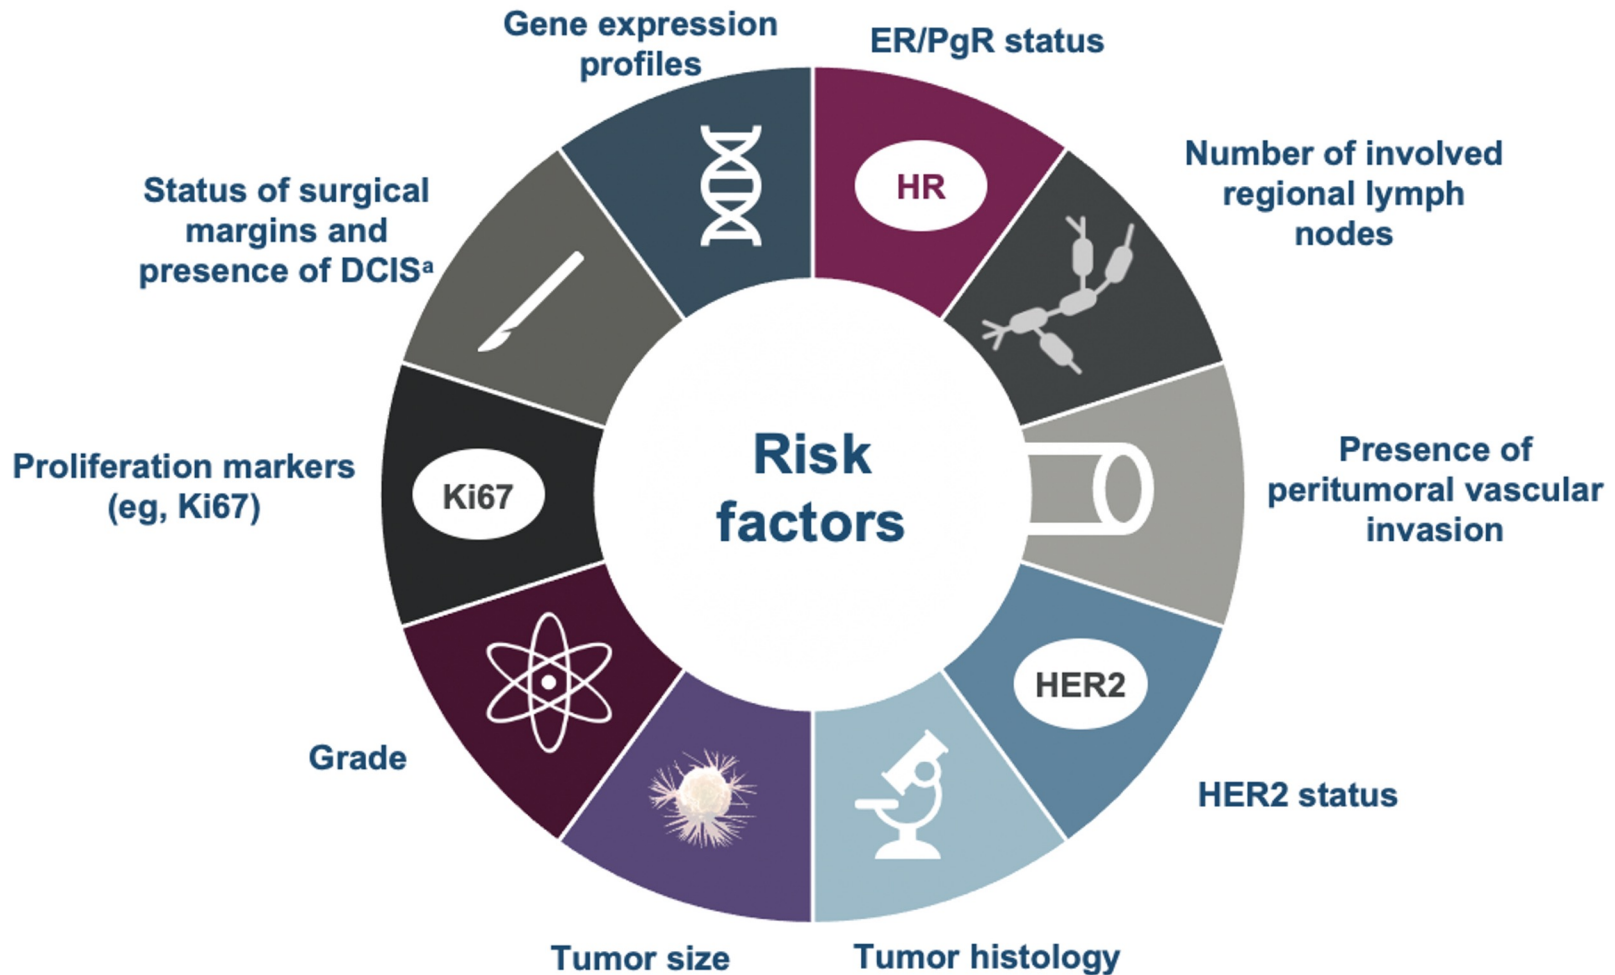 Gene expression
profiles
ER/PgR status
HR
Number of involved
regional lymph
nodes
Presence of
peritumoral vascular
invasion
HER2
HER2 status
Tumor histology
Tumor size
Grade
Proliferation markers
(eg, Ki67)
Ki67
Status of surgical
margins and
presence of DCISᵃ
Risk
factors